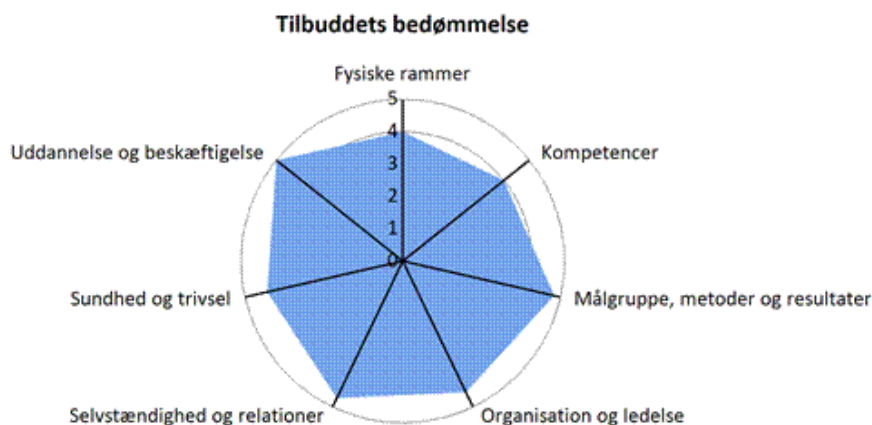 Tilbuddets bedømmelse
Fysiske rammer
5
4
3
2
1
0
Uddannelse og beskæftigelse
Kompetencer
Sundhed og trivsel
Målgruppe, metoder og resultater
Selvstændighed og relationer
Organisation og ledelse